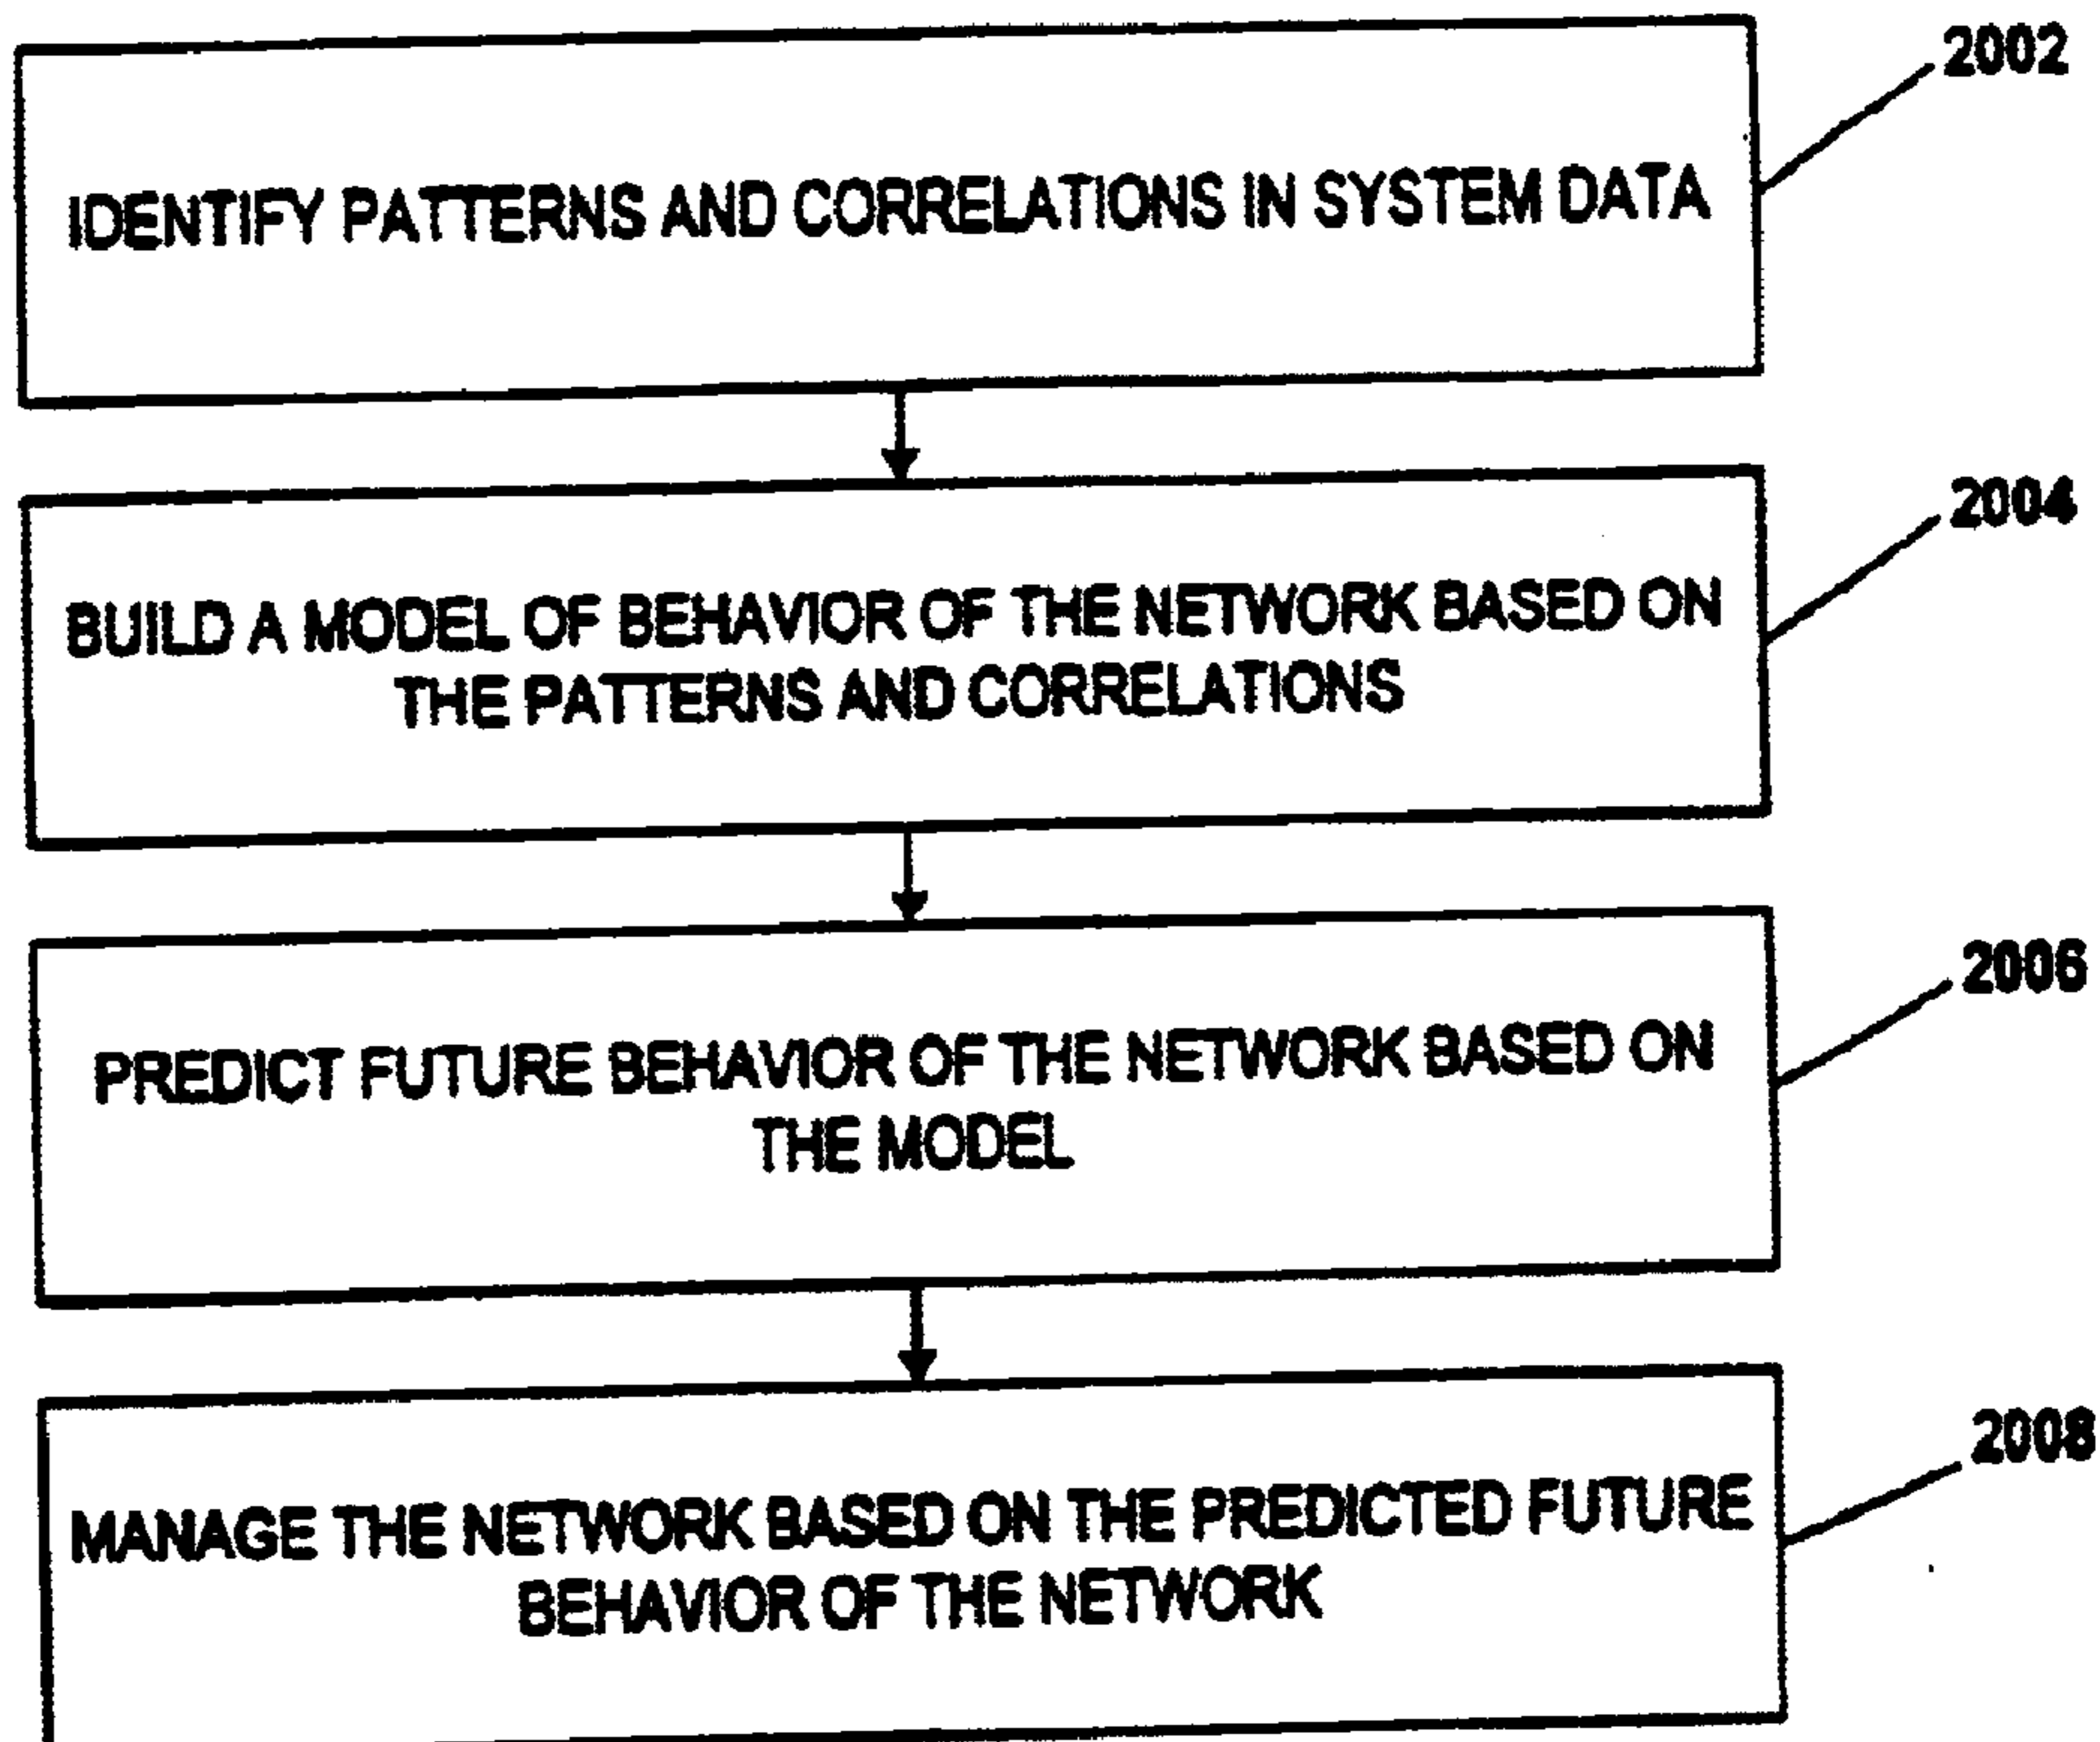 2002
IDENTIFY PATTERNS AND CORRELATIONS IN SYSTEM DATA
2004
BUILD A MODEL OF BEHAVIOR OF THE NETWORK BASED ON
THE PATTERNS AND CORRELATIONS
2006
PREDICT FUTURE BEHAVIOR OF THE NETWORK BASED ON
THE MODEL
2008
MANAGE THE NETWORK BASED ON THE PREDICTED FUTURE
BEHAVIOR OF THE NETWORK